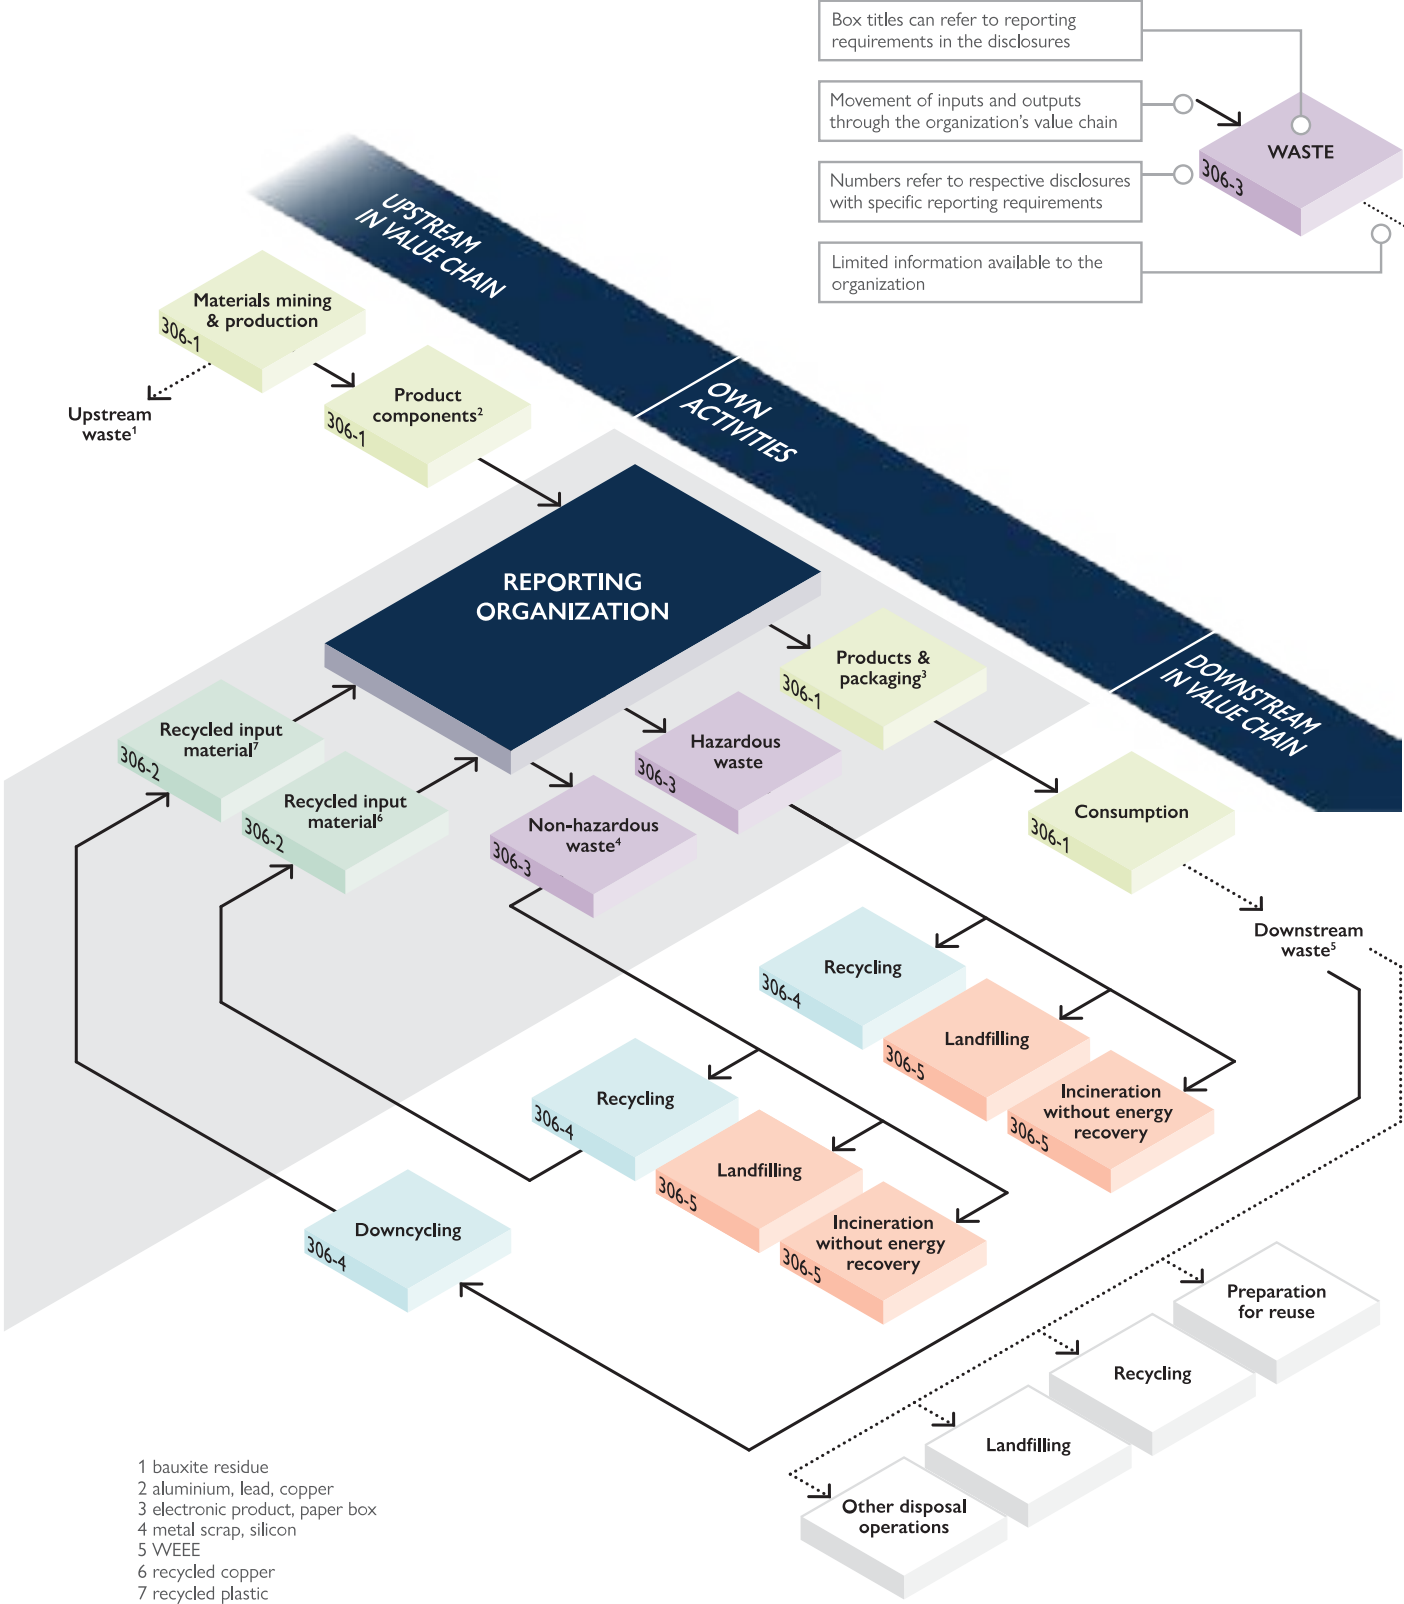 Box titles can refer to reporting
requirements in the disclosures
Movement of inputs and outputs
through the organization's value chain
Numbers refer to respective disclosures
with specific reporting requirements
Limited information available to the
organization
WASTE
306-3
UPSTREAM
IN VALUE CHAIN
OWN
ACTIVITIES
DOWNSTREAM
IN VALUE CHAIN
Materials mining
& production
306-1
Upstream
waste¹
Product
components²
306-1
REPORTING
ORGANIZATION
Products &
packaging³
306-1
Recycled input
material⁷
306-2
Recycled input
material⁶
306-2
Hazardous
waste
306-3
Non-hazardous
waste⁴
306-3
Consumption
306-1
Downstream
waste⁵
Recycling
306-4
Landfilling
306-5
Incineration
without energy
recovery
306-5
Recycling
306-4
Landfilling
306-5
Incineration
without energy
recovery
306-5
Downcycling
306-4
Preparation
for reuse
Recycling
Landfilling
Other disposal
operations
1 bauxite residue
2 aluminium, lead, copper
3 electronic product, paper box
4 metal scrap, silicon
5 WEEE
6 recycled copper
7 recycled plastic